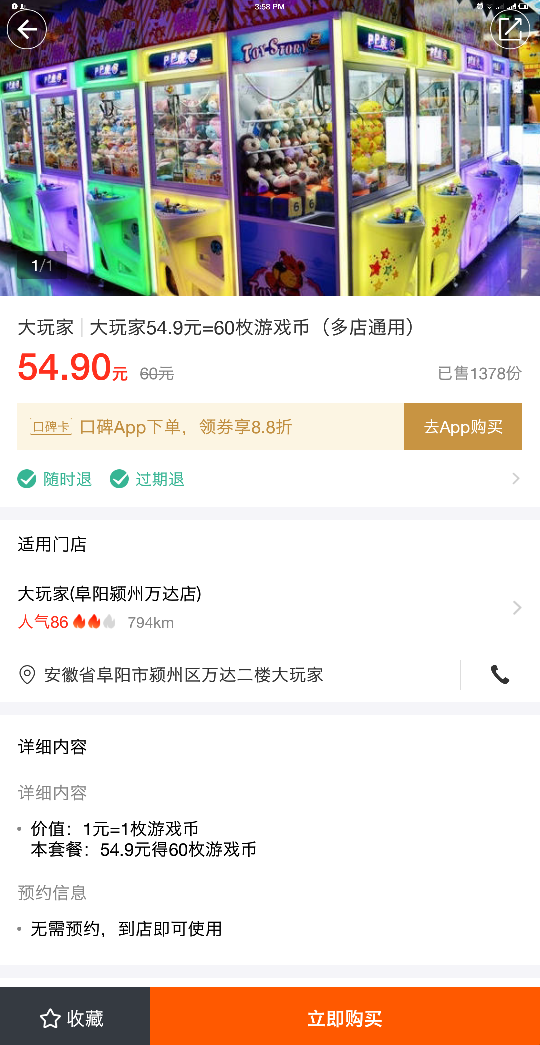 3:58 PM
TOY STORY
1/1
大玩家 | 大玩家54.9元=60枚游戏币（多店通用）
54.90元 60元 已售1378份
口碑卡 口碑App下单，领券享8.8折 去App购买
随时退 过期退
适用门店
大玩家(阜阳颍州万达店)
人气86 794km
安徽省阜阳市颍州区万达二楼大玩家
详细内容
详细内容
• 价值：1元=1枚游戏币
本套餐：54.9元得60枚游戏币
预约信息
• 无需预约，到店即可使用
收藏 立即购买